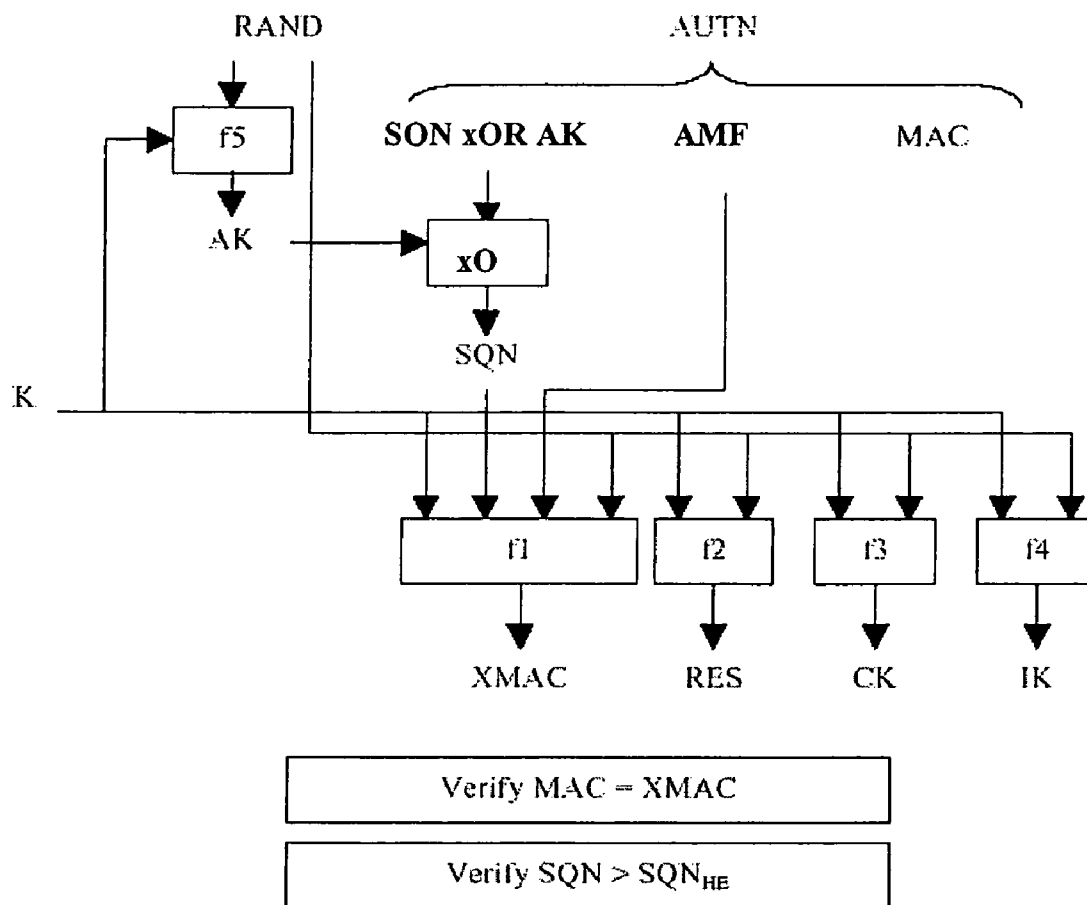 RAND AUTN
f5 SON xOR AK AMF MAC
AK
xO
SQN
K
f1 f2 f3 f4
XMAC RES CK IK
Verify MAC = XMAC
Verify SQN > SQN_HE